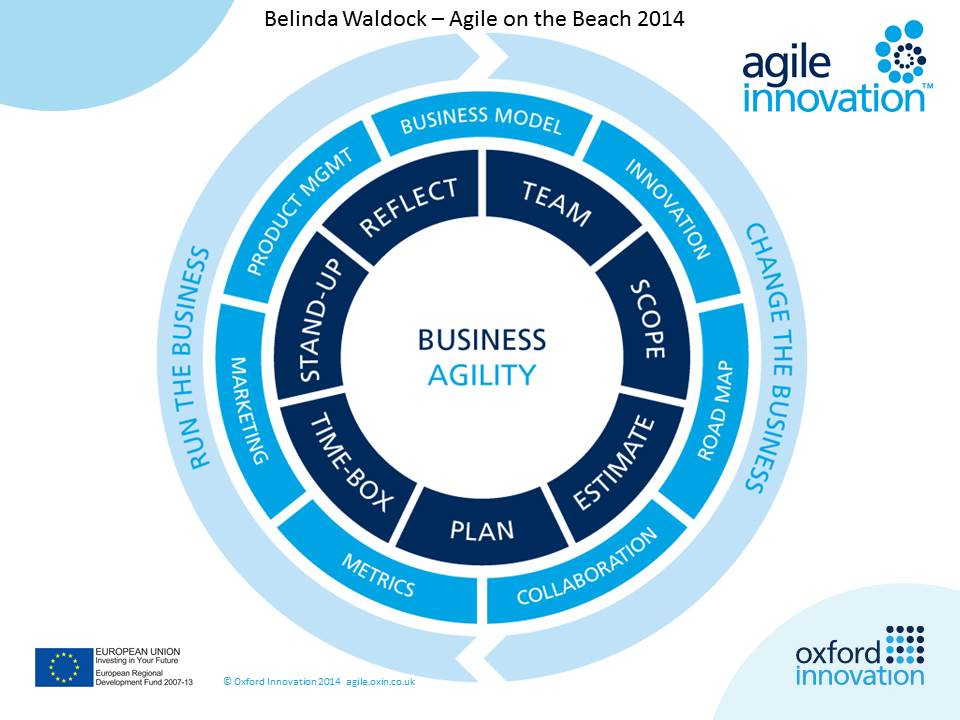 Belinda Waldock – Agile on the Beach 2014
agile
innovation™
BUSINESS MODEL
INNOVATION
ROAD MAP
COLLABORATION
METRICS
MARKETING
PRODUCT MGMT
TEAM
SCOPE
ESTIMATE
PLAN
TIME-BOX
STAND-UP
REFLECT
CHANGE THE BUSINESS
RUN THE BUSINESS
BUSINESS
AGILITY
EUROPEAN UNION
Investing in Your Future
European Regional
Development Fund 2007-13
© Oxford Innovation 2014 agile.oxin.co.uk
oxford
innovation